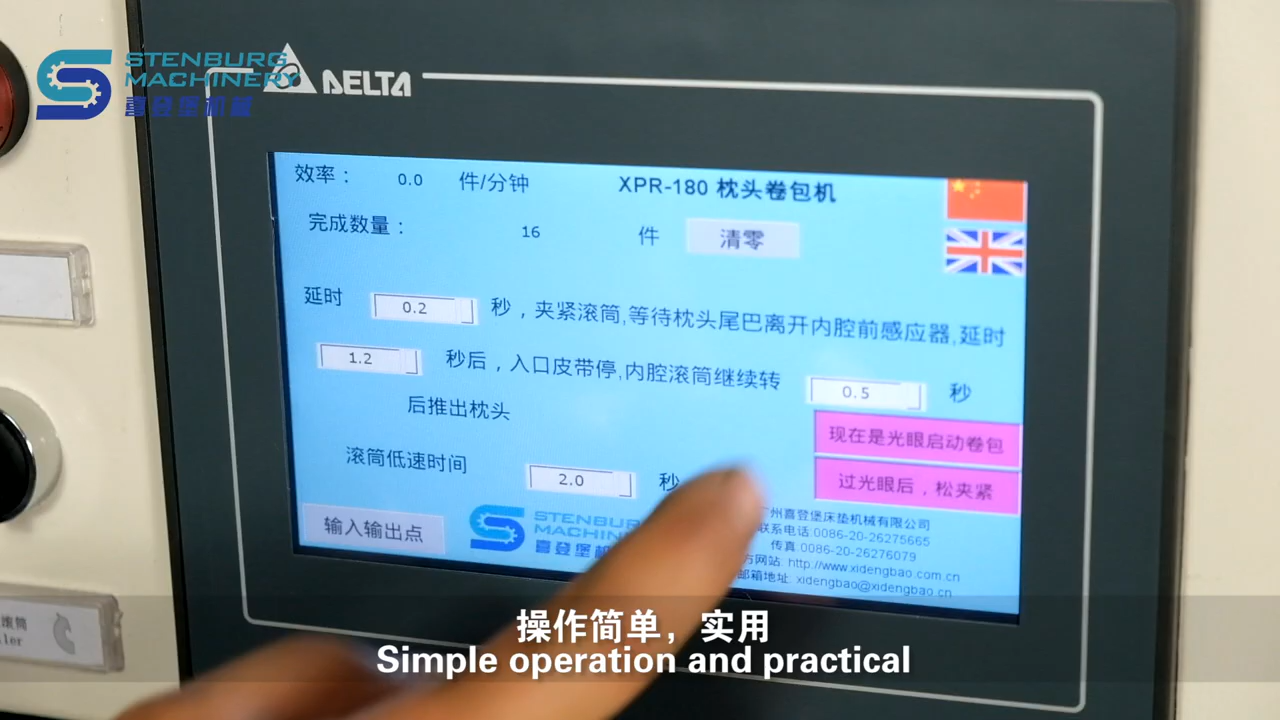 STENBURG
MACHINERY
喜登堡机械
DELTA
效率： 0.0 件/分钟 XPR-180 枕头卷包机
完成数量： 16 件 清零
延时 0.2 秒，夹紧滚筒,等待枕头尾巴离开内腔前感应器,延时
1.2 秒后，入口皮带停,内腔滚筒继续转 0.5 秒
后推出枕头
现在是光眼启动卷包
滚筒低速时间 2.0 秒
过光眼后，松夹紧
输入输出点
STENBURG
MACHIN
喜登堡机
广州喜登堡床垫机械有限公司
联系电话:0086-20-26275665
传真.0086-20-26276079
方网站: http://www.xidengbao.com.cn
邮箱地址: xidengbao@xidengbao.cn
滚筒
ler
操作简单，实用
Simple operation and practical